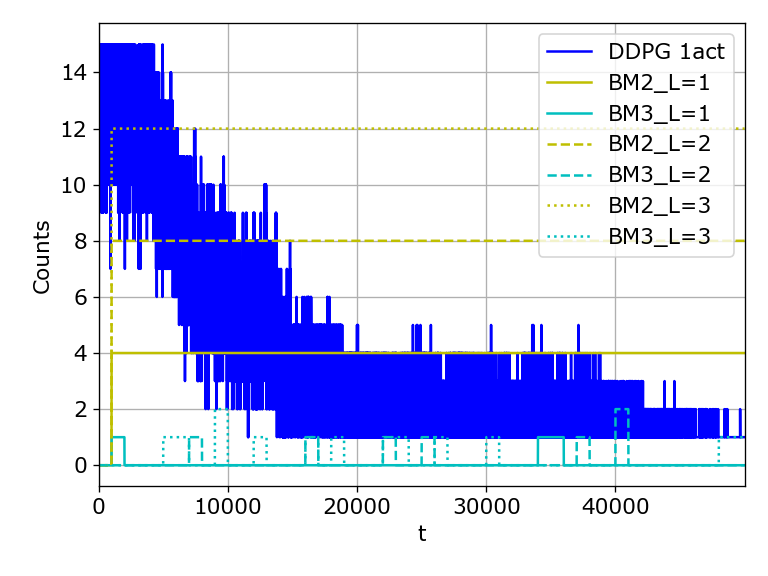 14
12
10
8
6
4
2
0
Counts
0
10000
20000
30000
40000
t
DDPG 1act
BM2_L=1
BM3_L=1
BM2_L=2
BM3_L=2
BM2_L=3
BM3_L=3